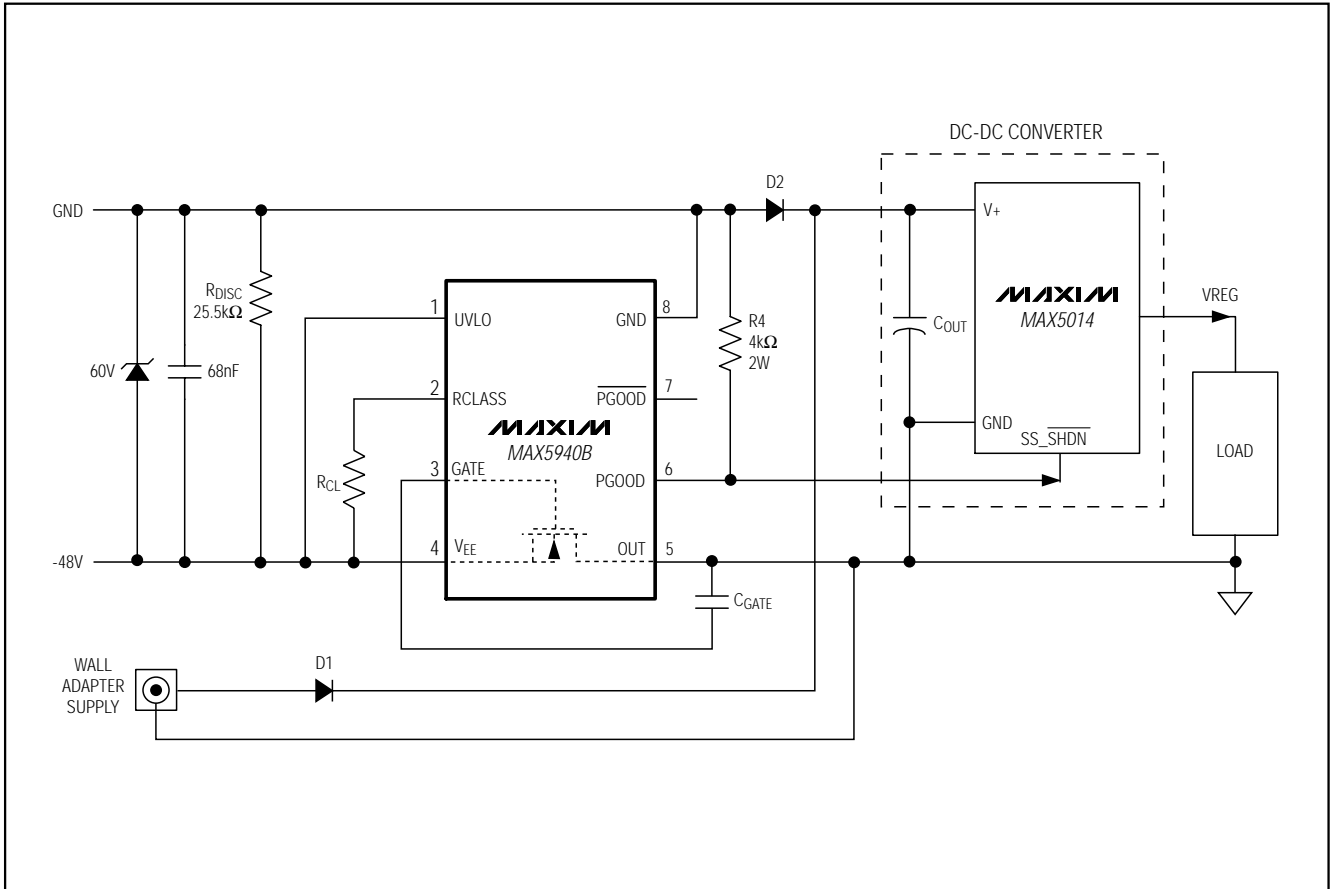 DC-DC CONVERTER
D2
GND
V+
RDISC
25.5kΩ
1
UVLO
GND
8
R4
4kΩ
2W
COUT
MAXIM
MAX5014
VREG
60V
68nF
2
RCLASS
PGOOD
7
MAXIM
MAX5940B
GND
SS_SHDN
LOAD
RCL
3
GATE
PGOOD
6
-48V
4
VEE
OUT
5
CGATE
WALL
ADAPTER
SUPPLY
D1